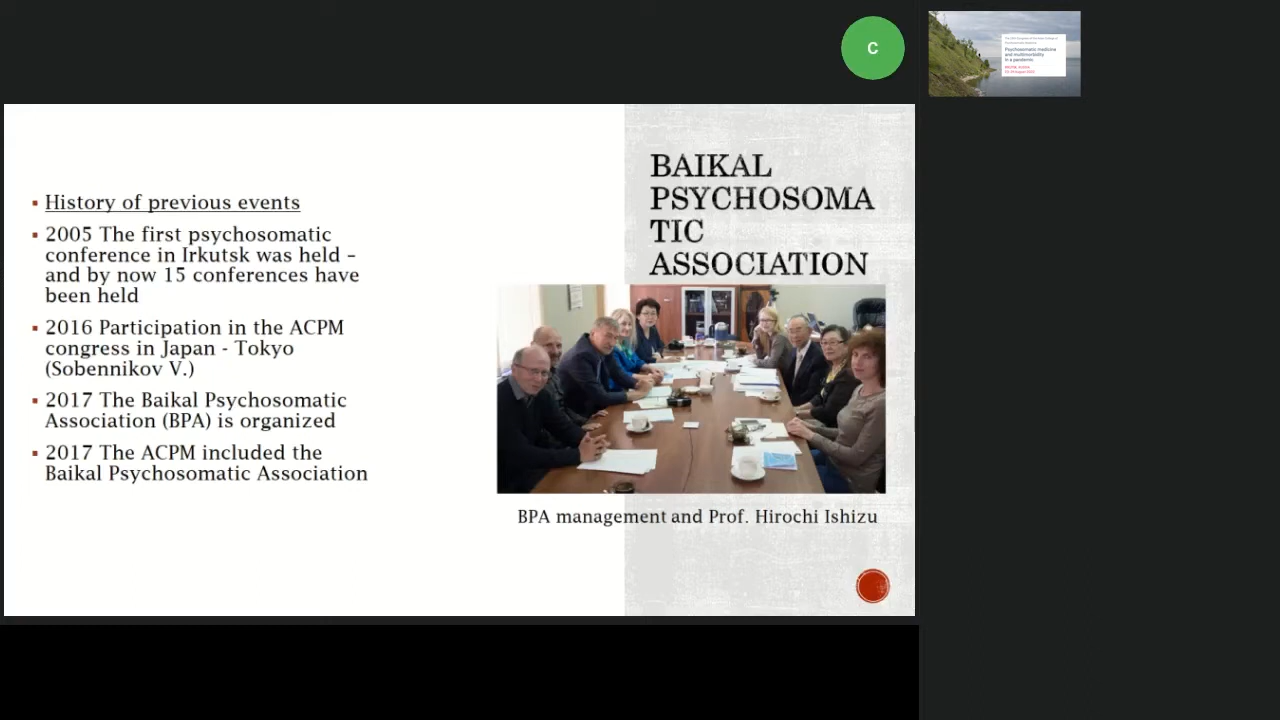 C
Psychosomatic medicine
and multimorbidity
in a pandemic
BAIKAL
PSYCHOSOMA
TIC
ASSOCIATION
▪ History of previous events
▪ 2005 The first psychosomatic
conference in Irkutsk was held –
and by now 15 conferences have
been held
▪ 2016 Participation in the ACPM
congress in Japan - Tokyo
(Sobennikov V.)
▪ 2017 The Baikal Psychosomatic
Association (BPA) is organized
▪ 2017 The ACPM included the
Baikal Psychosomatic Association
BPA management and Prof. Hirochi Ishizu